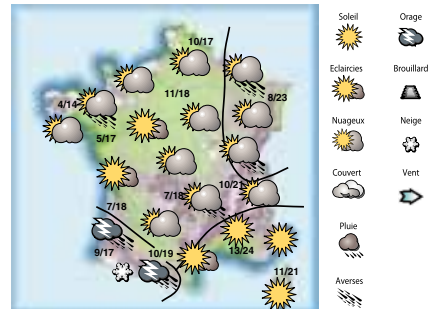 10/17
8/23
11/18
4/14
5/17
10/21
7/18
7/18
13/24
9/17
10/19
11/21
Soleil
Orage
Eclaircies
Brouillard
Nuageux
Neige
Couvert
Vent
Pluie
Averses